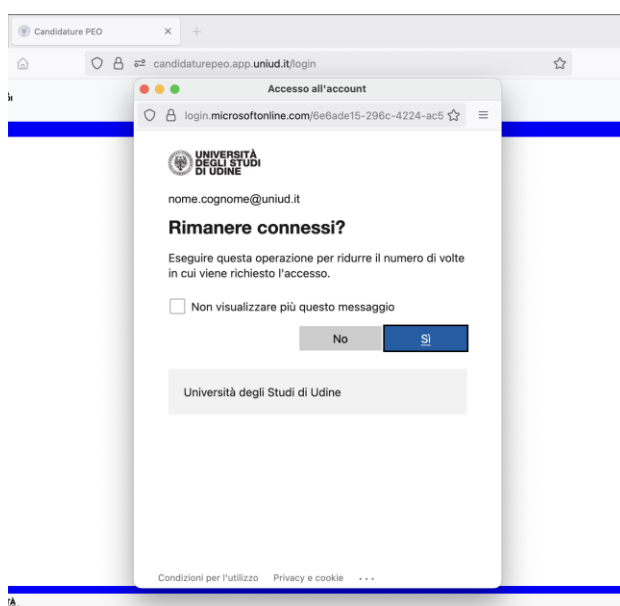 Candidature PEO
candidaturepeo.app.uniud.it/login
Accesso all'account
login.microsoftonline.com/6e6ade15-296c-4224-ac5
UNIVERSITÀ
DEGLI STUDI
DI UDINE
nome.cognome@uniud.it
Rimanere connessi?
Eseguire questa operazione per ridurre il numero di volte
in cui viene richiesto l'accesso.
Non visualizzare più questo messaggio
No Sì
Università degli Studi di Udine
Condizioni per l'utilizzo Privacy e cookie